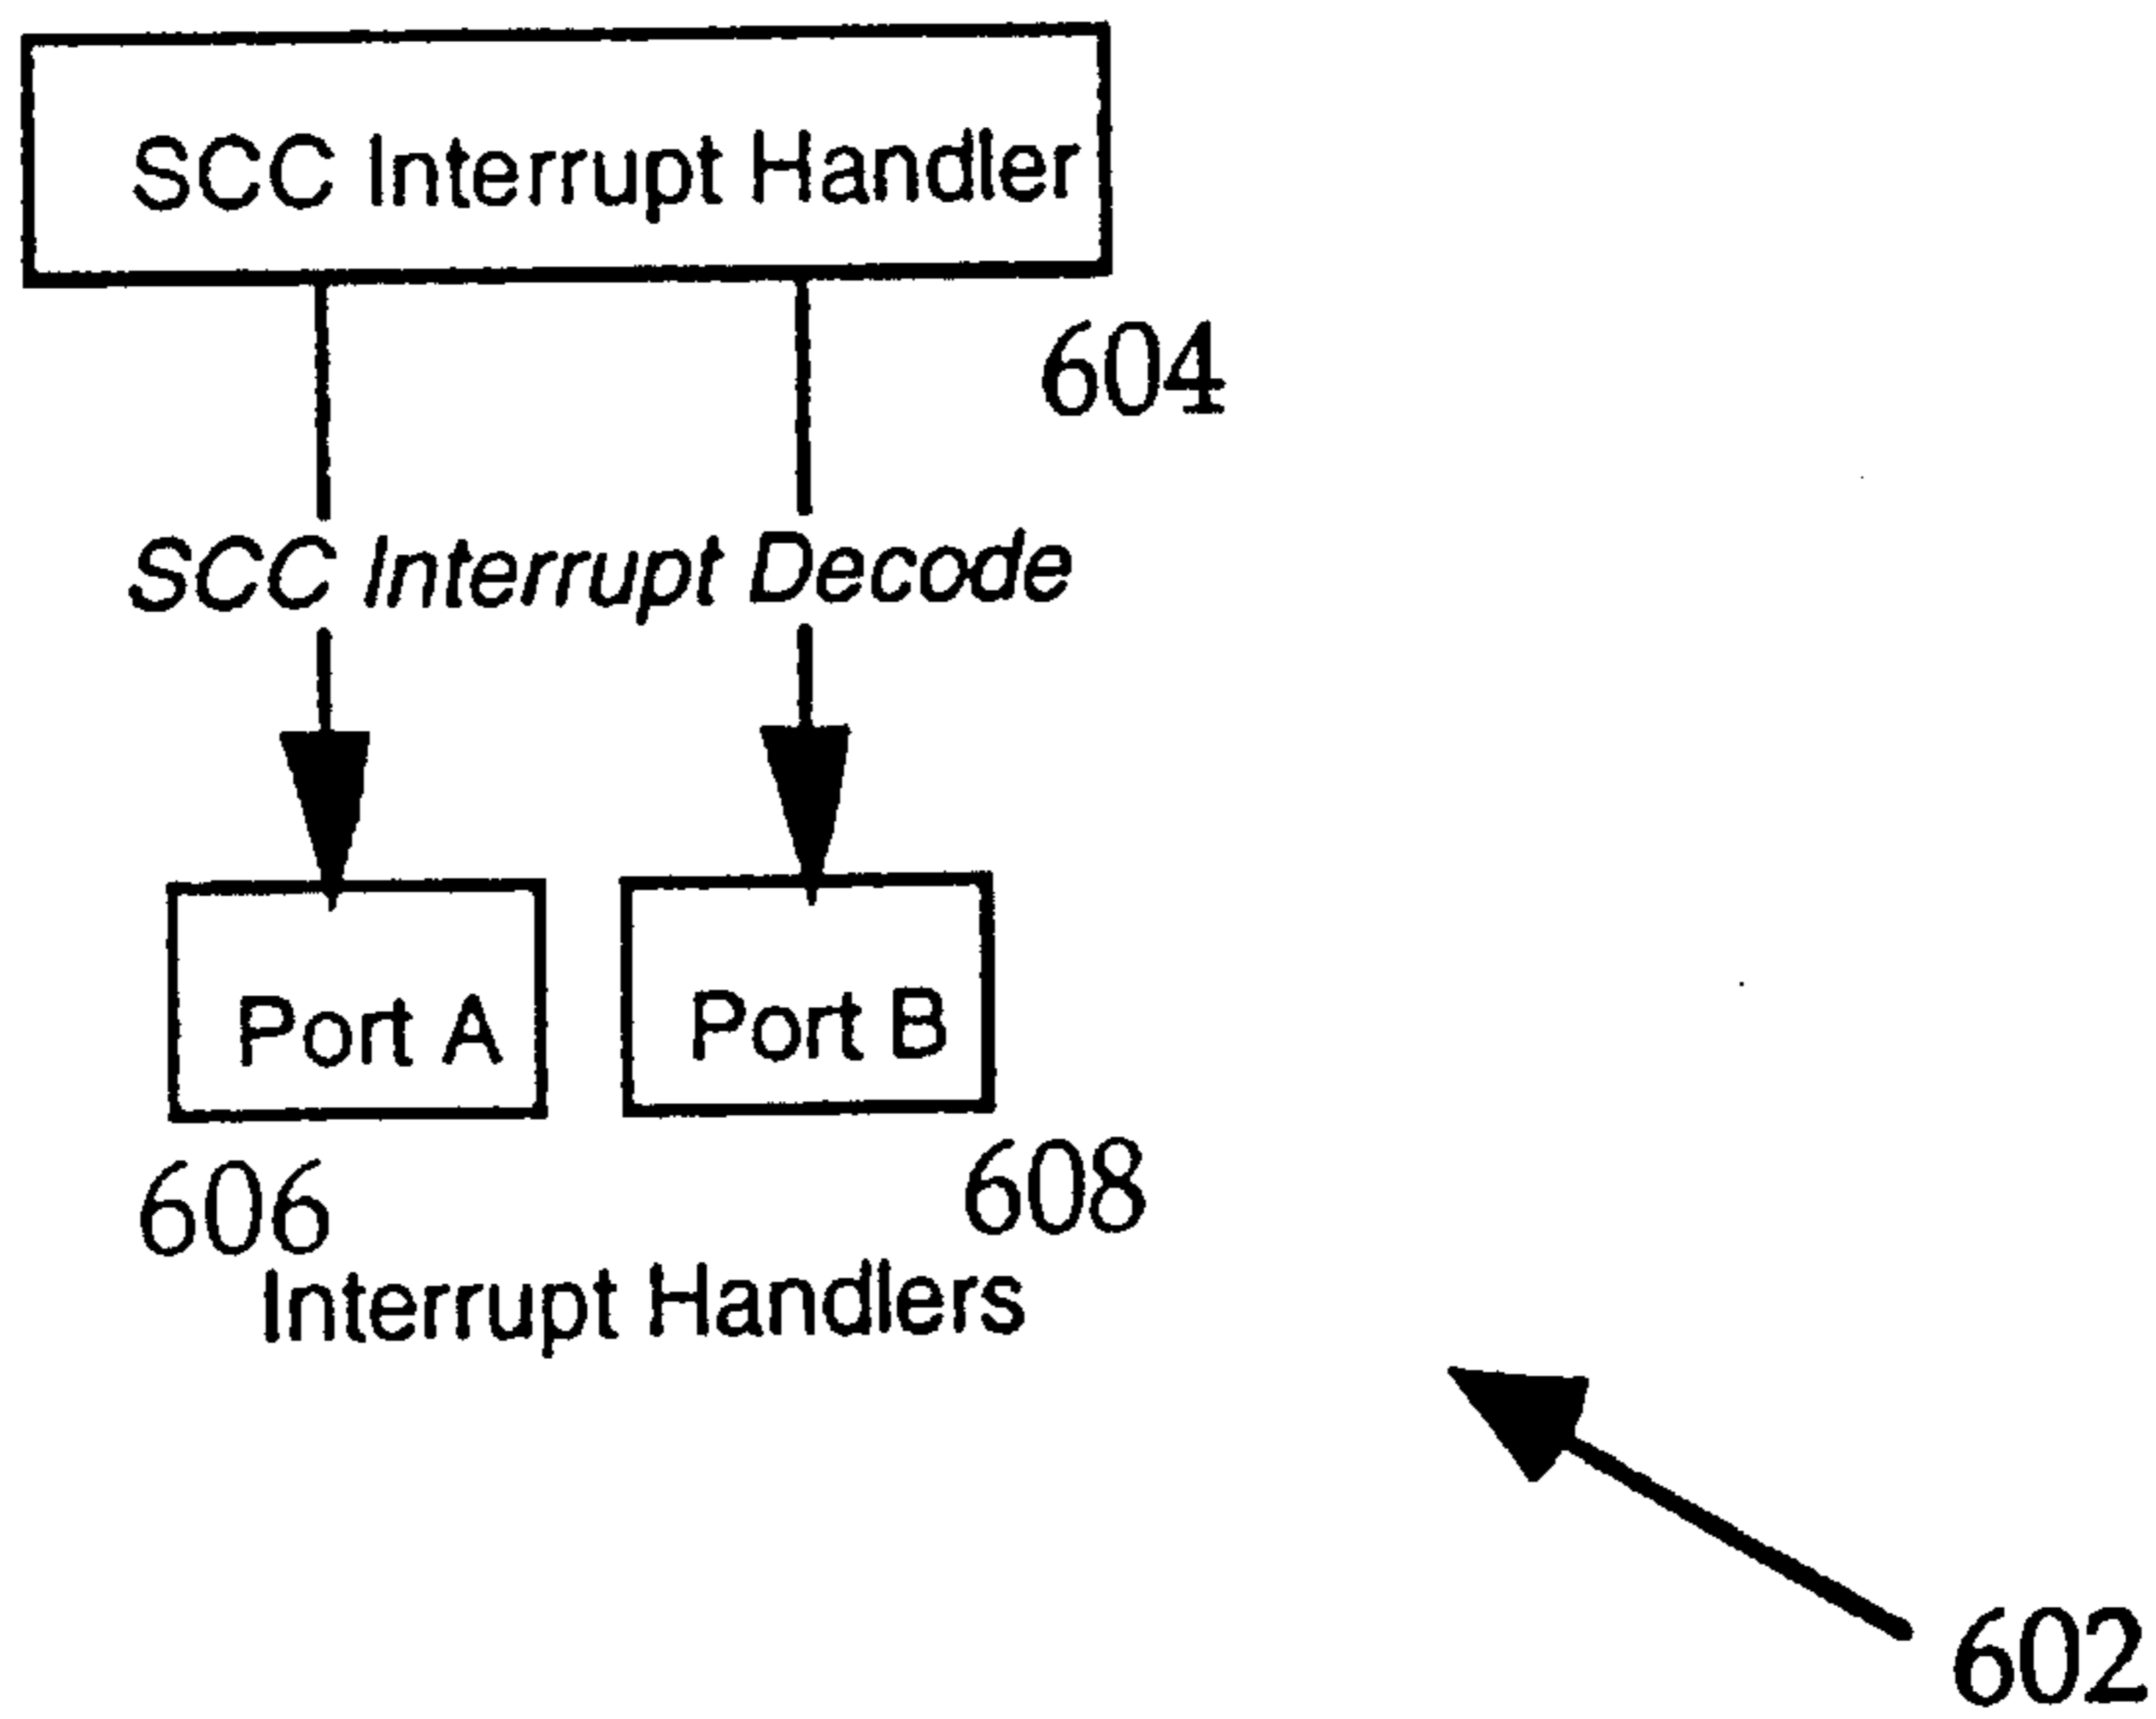 SCC Interrupt Handler
604
SCC Interrupt Decode
Port A
Port B
606
608
Interrupt Handlers
602